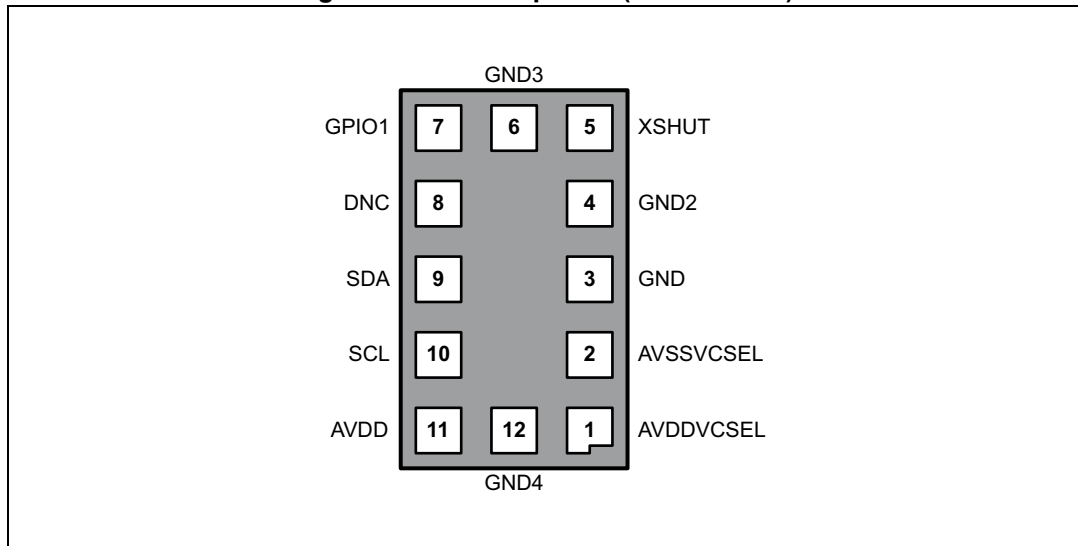 GND3
GPIO1 7 6 5 XSHUT
DNC 8 4 GND2
SDA 9 3 GND
SCL 10 2 AVSSVCSEL
AVDD 11 12 1 AVDDVCSEL
GND4